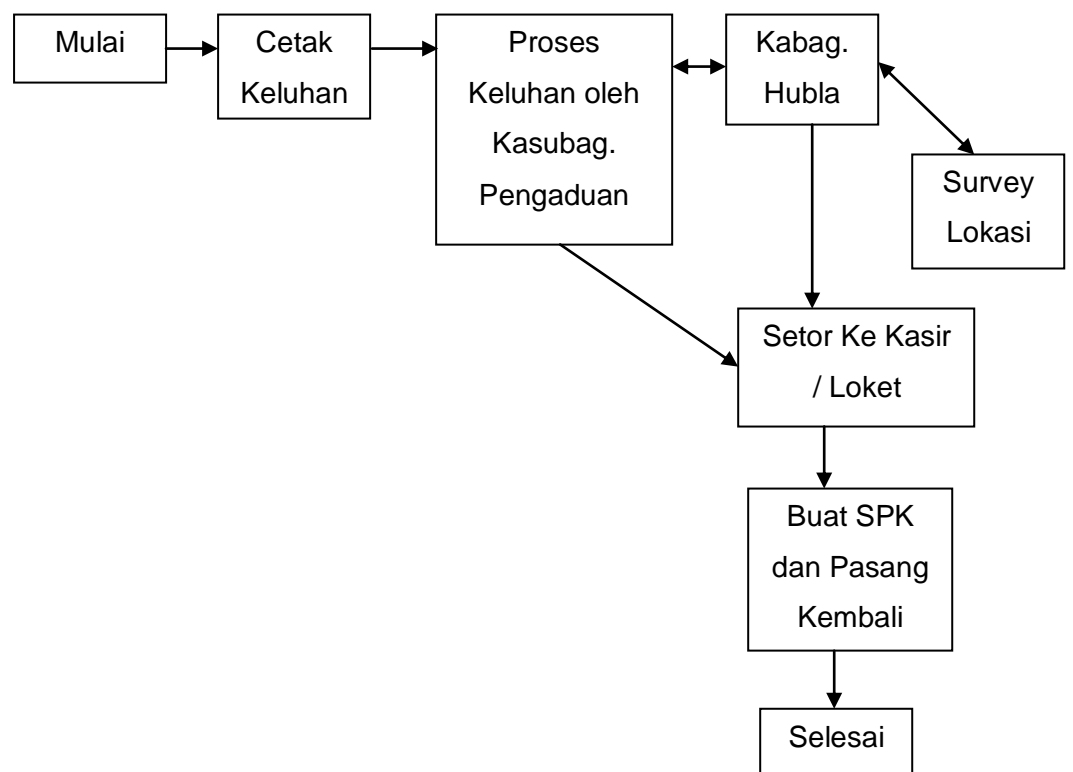 Mulai
Cetak
Keluhan
Proses
Keluhan oleh
Kasubag.
Pengaduan
Kabag.
Hubla
Survey
Lokasi
Setor Ke Kasir
/ Loket
Buat SPK
dan Pasang
Kembali
Selesai